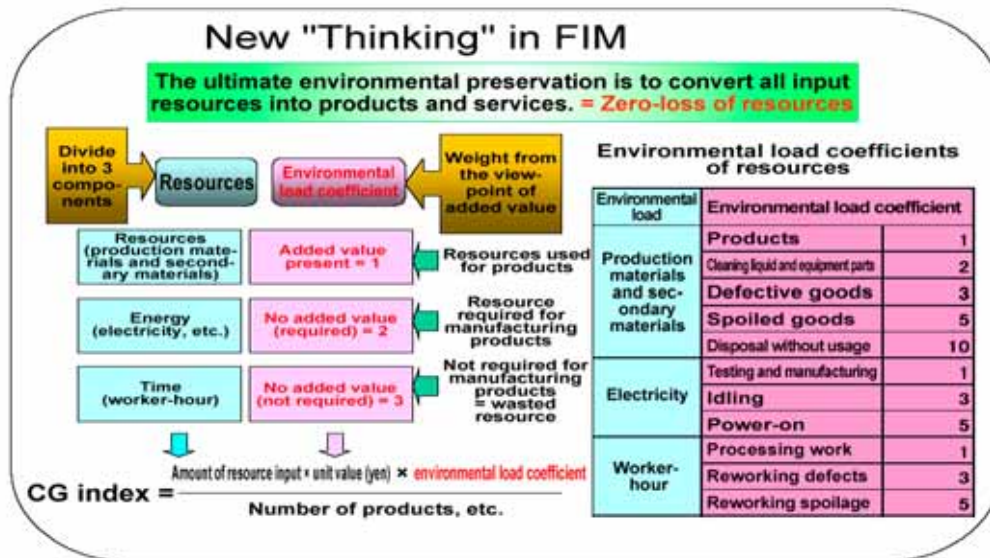 New "Thinking" in FIM
The ultimate environmental preservation is to convert all input
resources into products and services. = Zero-loss of resources
Divide
into 3
compo-
nents
Resources
Environmental
load coefficient
Weight from
the view-
point of
added value
Resources
(production mate-
rials and second-
ary materials)
Added value
present = 1
Resources used
for products
Energy
(electricity, etc.)
No added value
(required) = 2
Resource
required for
manufacturing
products
Time
(worker-hour)
No added value
(not required) = 3
Not required for
manufacturing
products
= wasted
resource
CG index =
Amount of resource input × unit value (yen) × environmental load coefficient
Number of products, etc.
Environmental load coefficients
of resources
Environmental
load
Environmental load coefficient
Production
materials
and sec-
ondary
materials
Products 1
Cleaning liquid and equipment parts 2
Defective goods 3
Spoiled goods 5
Disposal without usage 10
Electricity
Testing and manufacturing 1
Idling 3
Power-on 5
Worker-
hour
Processing work 1
Reworking defects 3
Reworking spoilage 5